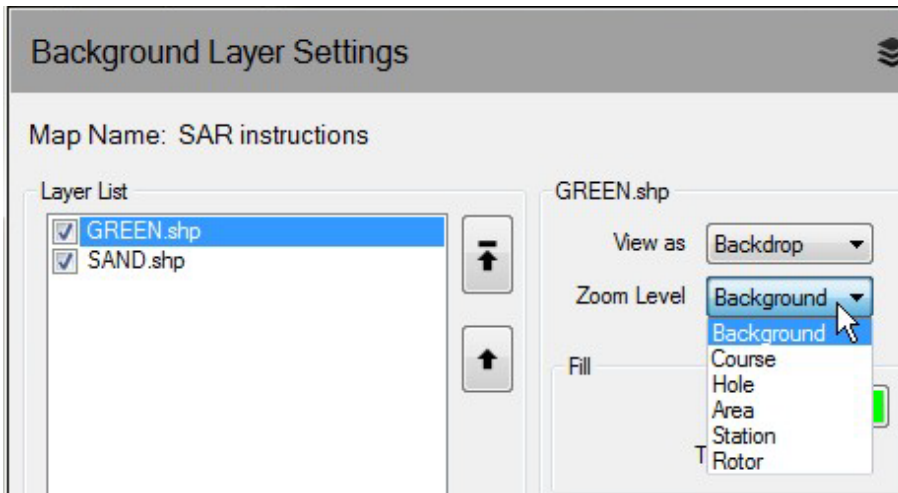 Background Layer Settings
Map Name: SAR instructions
Layer List
GREEN.shp
SAND.shp
GREEN.shp
View as Backdrop
Zoom Level Background
Background
Course
Hole
Area
Station
Rotor
Fill
T